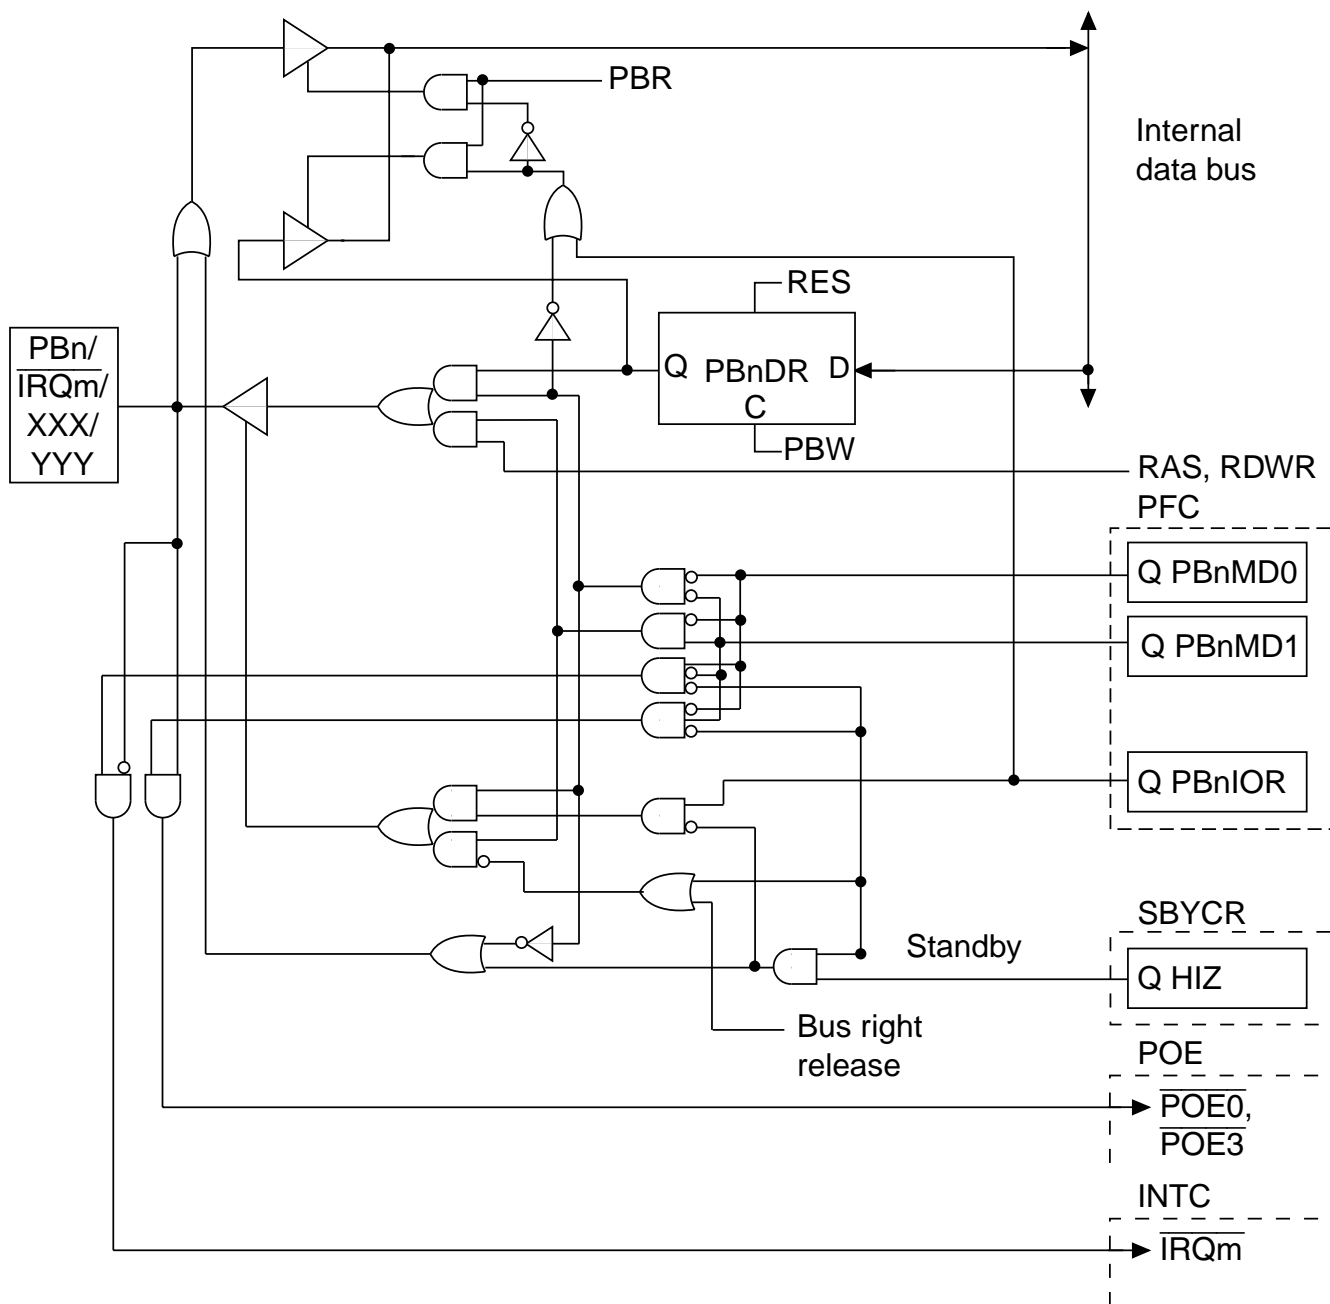 PBR
Internal
data bus
RES
PBn/
IRQm/
XXX/
YYY
Q PBnDR D
C
PBW
RAS, RDWR
PFC
Q PBnMD0
Q PBnMD1
Q PBnIOR
SBYCR
Standby
Q HIZ
Bus right
release
POE
POE0,
POE3
INTC
IRQm